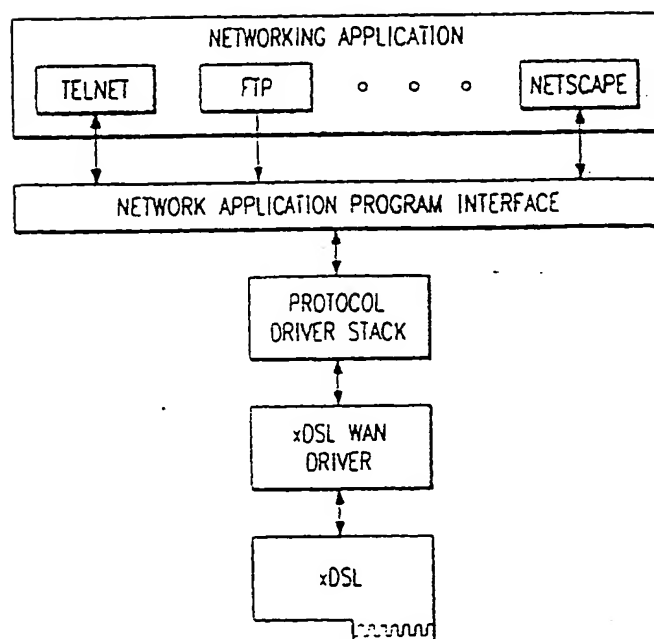 NETWORKING APPLICATION
TELNET
FTP
NETSCAPE
NETWORK APPLICATION PROGRAM INTERFACE
PROTOCOL
DRIVER STACK
xDSL WAN
DRIVER
xDSL